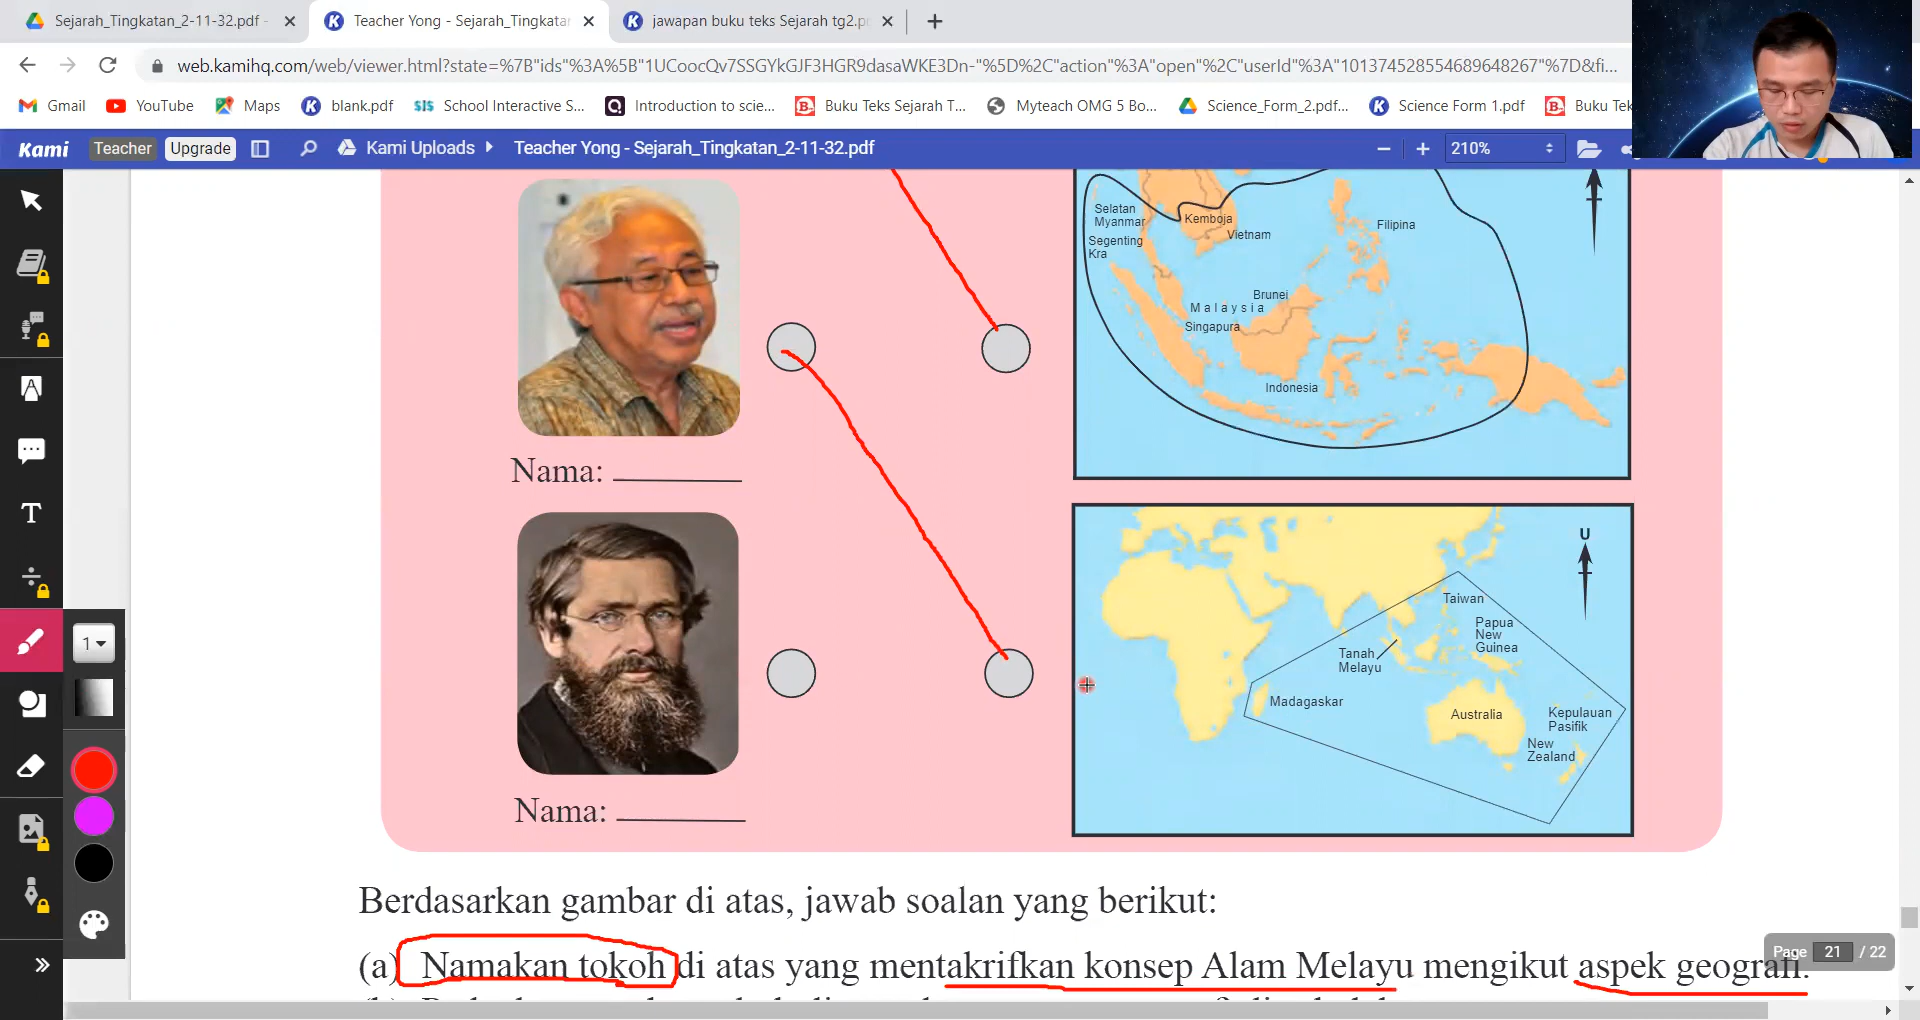 Sejarah_Tingkatan_2-11-32.pdf -
Teacher Yong - Sejarah_Tingkata
jawapan buku teks Sejarah tg2.p
web.kamihq.com/web/viewer.html?state=%7B"ids"%3A%5B"1UCoocQv7SSGYkGJF3HGR9dasaWKE3Dn-"%5D%2C"action"%3A"open"%2C"userId"%3A"101374528554689648267"%7D&fi...
Gmail
YouTube
Maps
blank.pdf
School Interactive S...
Introduction to scie...
Buku Teks Sejarah T...
Myteach OMG 5 Bo...
Science_Form_2.pdf...
Science Form 1.pdf
Buku Tek
Kami
Teacher
Upgrade
Kami Uploads
Teacher Yong - Sejarah_Tingkatan_2-11-32.pdf
210%
1
Selatan
Myanmar
Segenting
Kra
Kemboja
Vietnam
Filipina
Brunei
Malaysia
Singapura
Indonesia
Nama:
U
Taiwan
Papua
New
Guinea
Tanah
Melayu
Madagaskar
Australia
Kepulauan
Pasifik
New
Zealand
Nama:
Berdasarkan gambar di atas, jawab soalan yang berikut:
(a) Namakan tokoh di atas yang mentakrifkan konsep Alam Melayu mengikut aspek geografi.
Page 21 / 22